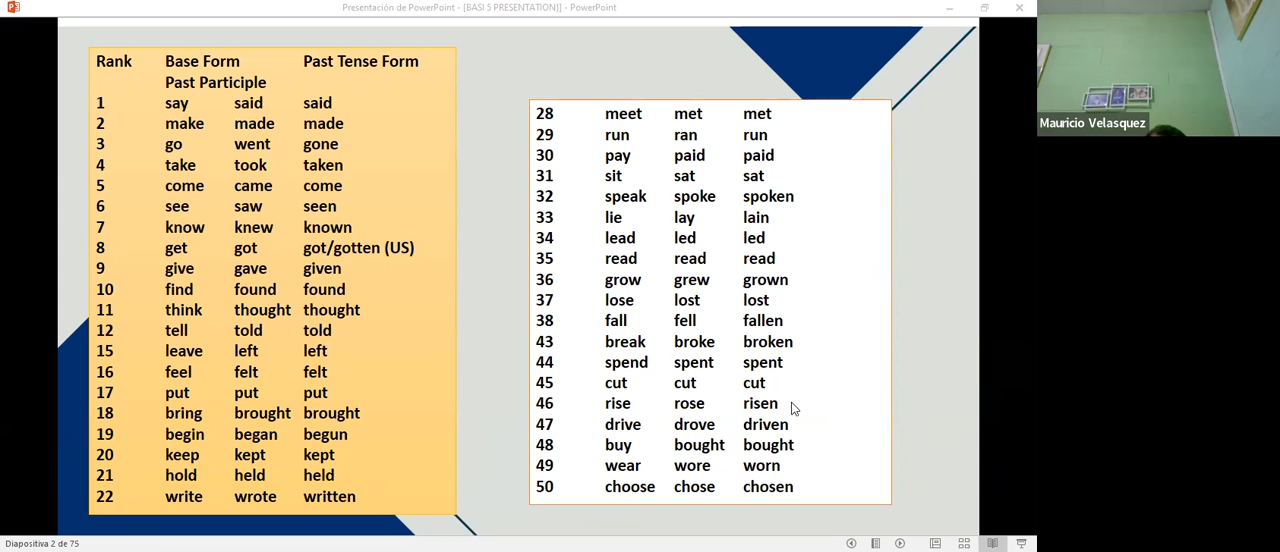 Presentación de PowerPoint - [BASI 5 PRESENTATION)] - PowerPoint
Rank Base Form Past Tense Form
Past Participle
1 say said said
2 make made made
3 go went gone
4 take took taken
5 come came come
6 see saw seen
7 know knew known
8 get got got/gotten (US)
9 give gave given
10 find found found
11 think thought thought
12 tell told told
15 leave left left
16 feel felt felt
17 put put put
18 bring brought brought
19 begin began begun
20 keep kept kept
21 hold held held
22 write wrote written
28 meet met met
29 run ran run
30 pay paid paid
31 sit sat sat
32 speak spoke spoken
33 lie lay lain
34 lead led led
35 read read read
36 grow grew grown
37 lose lost lost
38 fall fell fallen
43 break broke broken
44 spend spent spent
45 cut cut cut
46 rise rose risen
47 drive drove driven
48 buy bought bought
49 wear wore worn
50 choose chose chosen
Mauricio Velasquez
Diapositiva 2 de 75